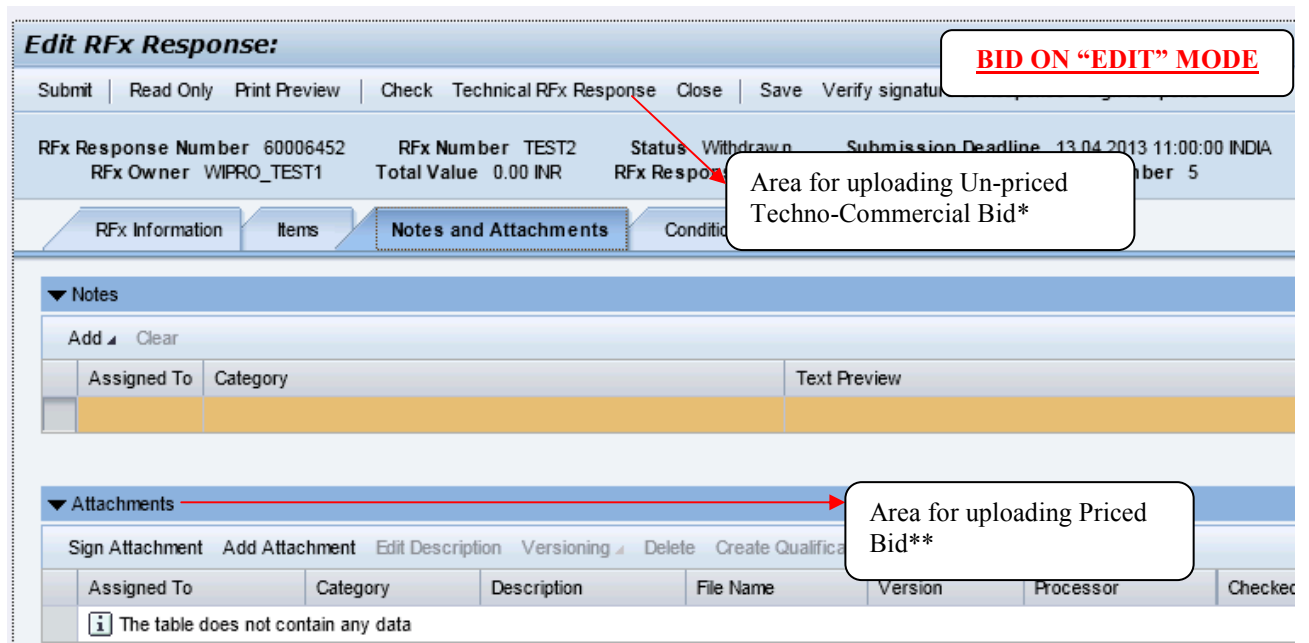 Edit RFx Response:
BID ON “EDIT” MODE
Submit Read Only Print Preview Check Technical RFx Response Close Save Verify
RFx Response Number 60006452 RFx Number TEST2 Status Withdrawn Submission Deadline 13.04.2013 11:00:00 INDIA
RFx Owner WIPRO_TEST1 Total Value 0.00 INR RFx 5
Area for uploading Un-priced
Techno-Commercial Bid*
RFx Information Items Notes and Attachments
Notes
Add Clear
Assigned To Category Text Preview
Attachments
Area for uploading Priced
Bid**
Sign Attachment Add Attachment Edit Description Versioning Delete Create
Assigned To Category Description File Name Version Processor Checked
The table does not contain any data